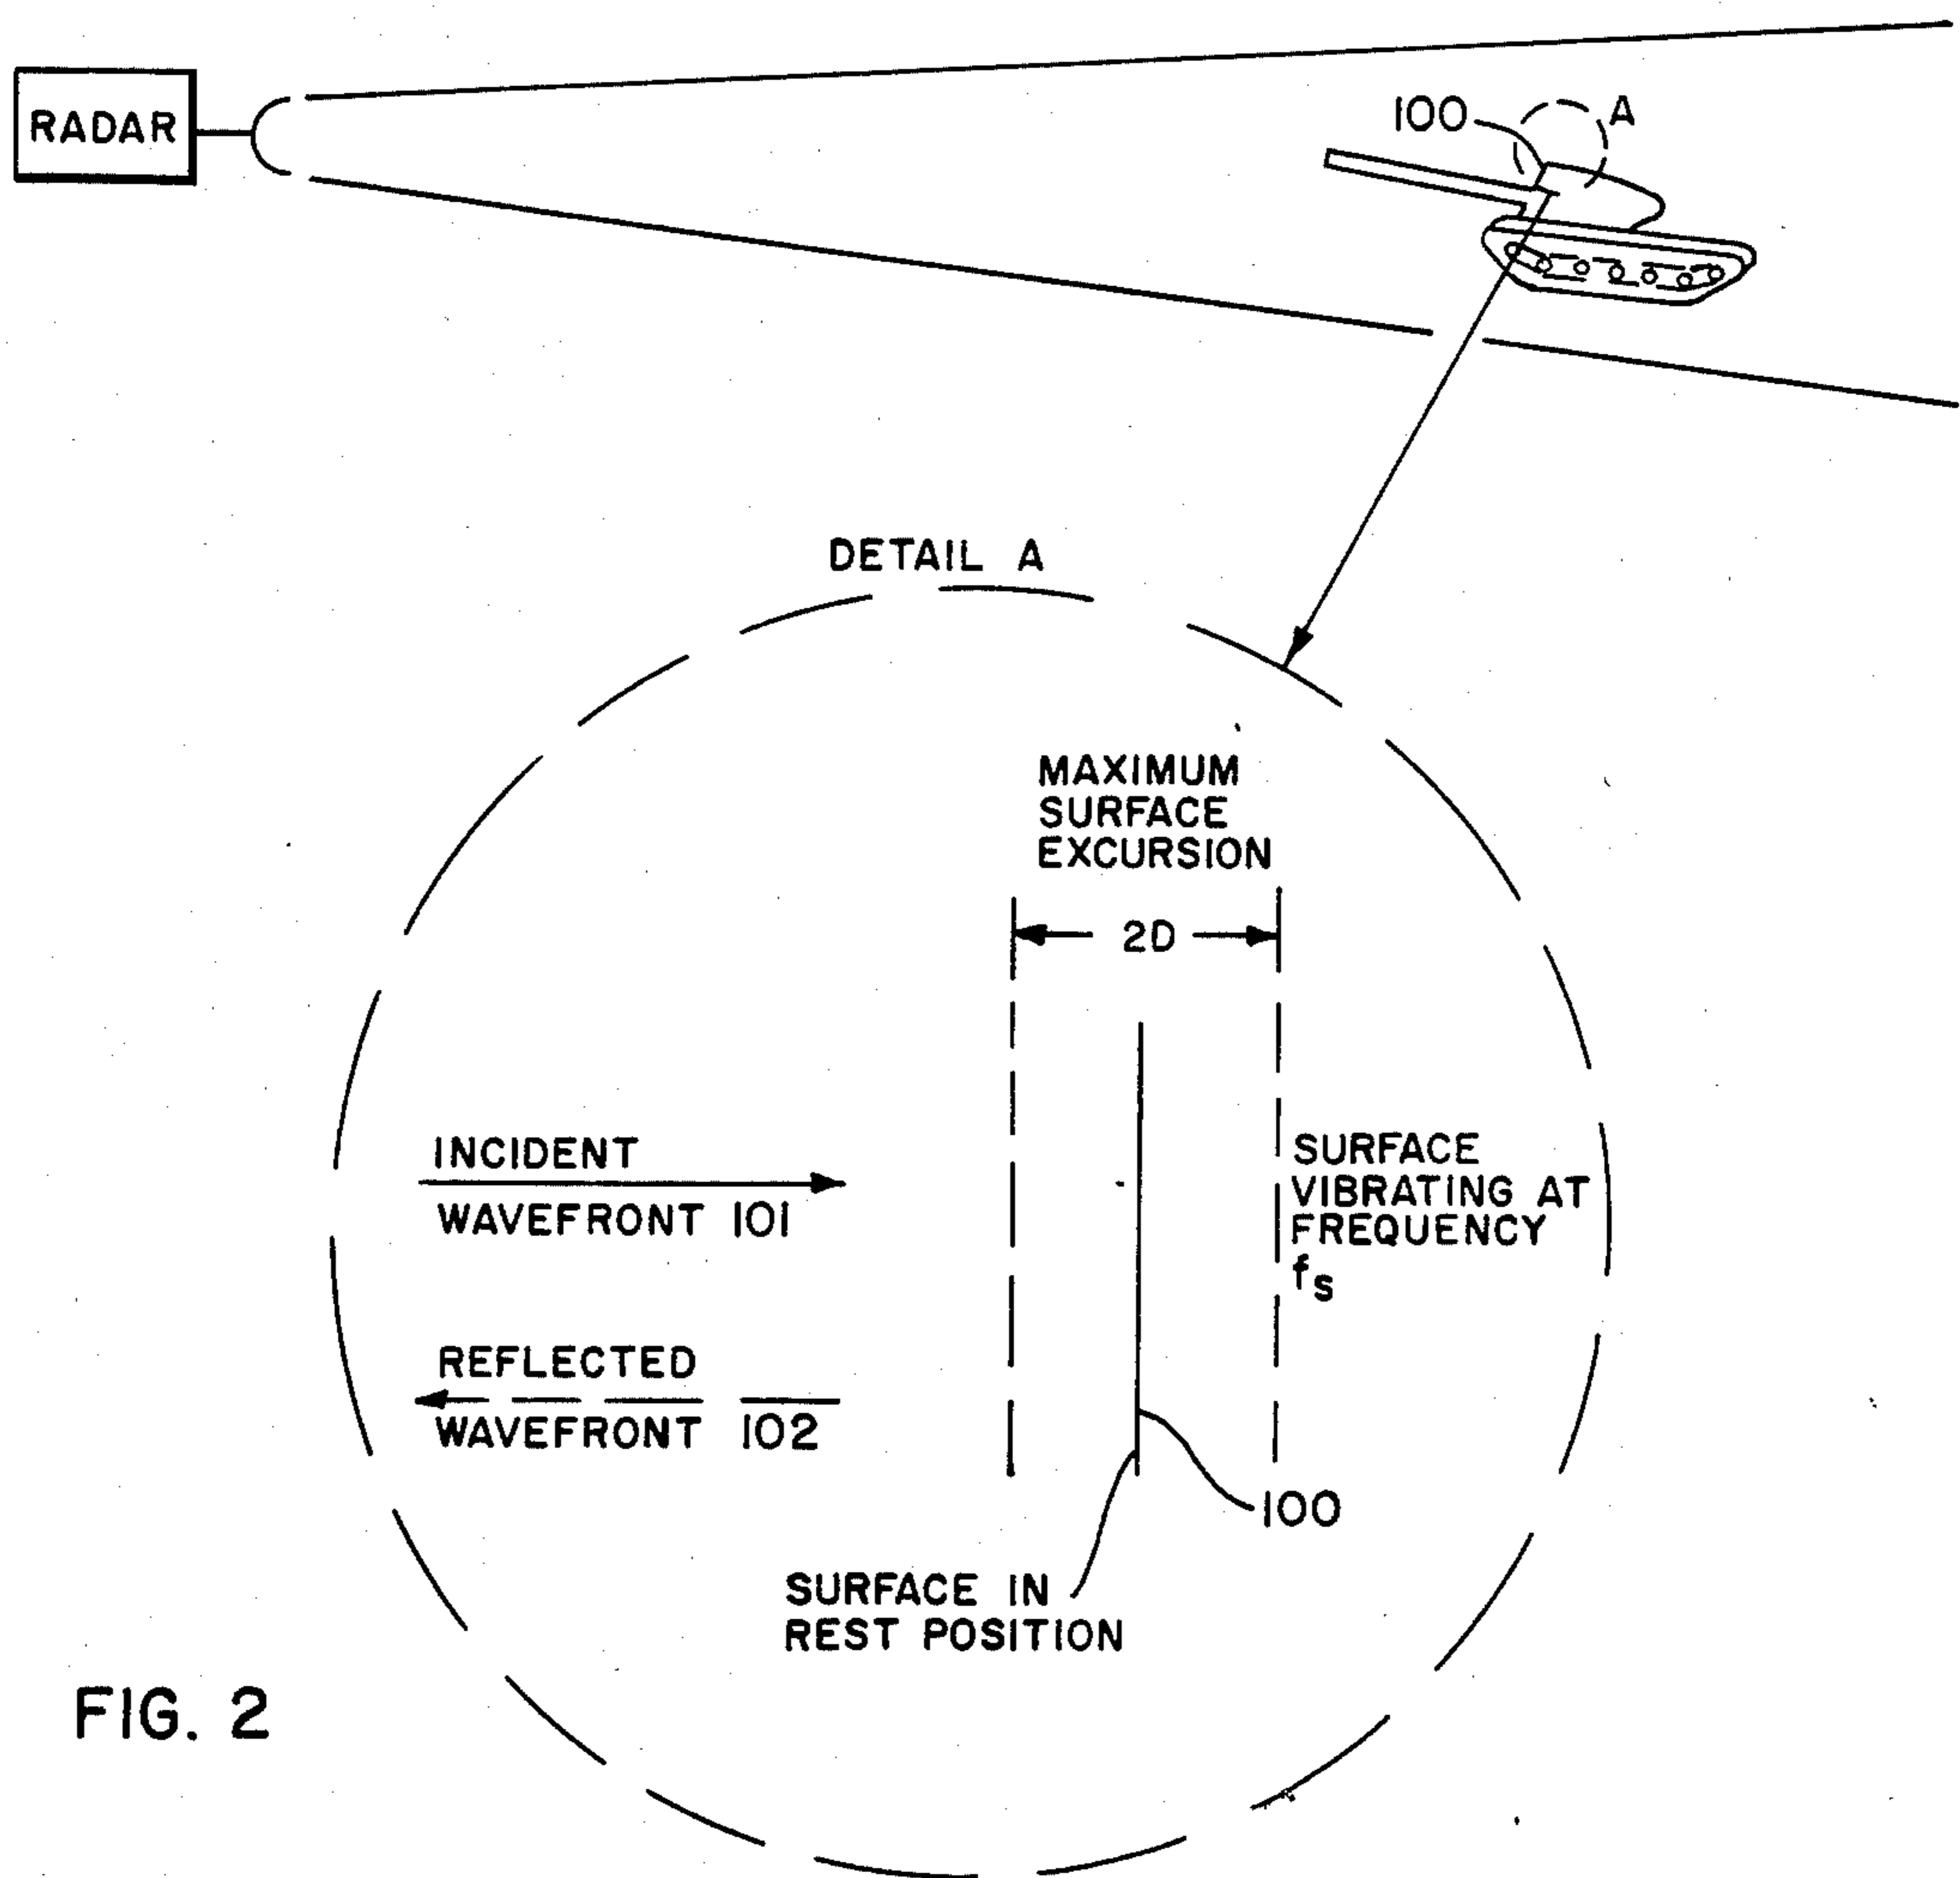 RADAR
100
A
DETAIL A
MAXIMUM
SURFACE
EXCURSION
2D
INCIDENT
WAVEFRONT 101
SURFACE
VIBRATING AT
FREQUENCY
fs
REFLECTED
WAVEFRONT 102
100
SURFACE IN
REST POSITION
FIG. 2